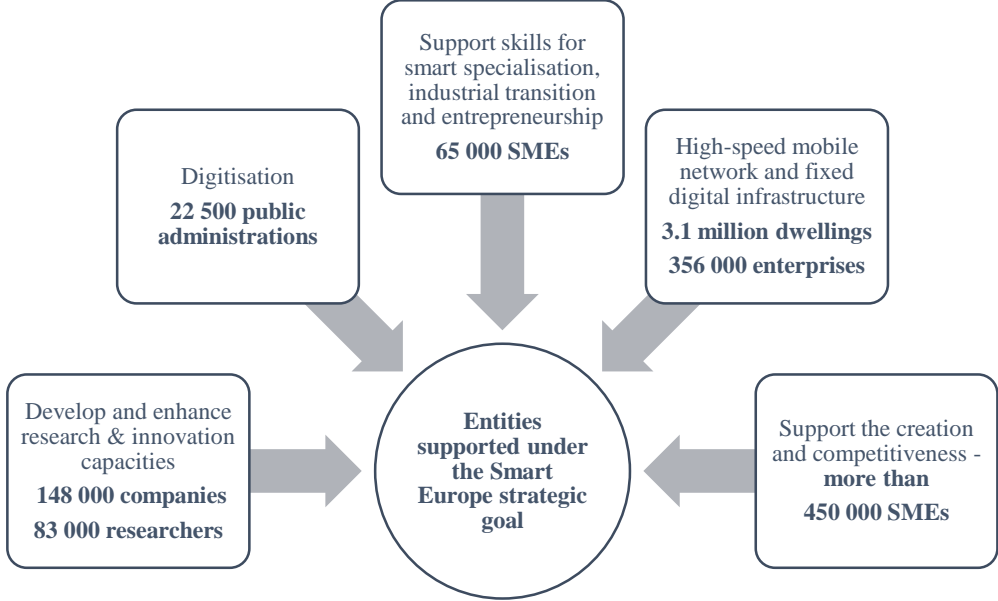 Support skills for
smart specialisation,
industrial transition
and entrepreneurship
65 000 SMEs
Digitisation
22 500 public
administrations
High-speed mobile
network and fixed
digital infrastructure
3.1 million dwellings
356 000 enterprises
Develop and enhance
research & innovation
capacities
148 000 companies
83 000 researchers
Entities
supported under
the Smart
Europe strategic
goal
Support the creation
and competitiveness -
more than
450 000 SMEs